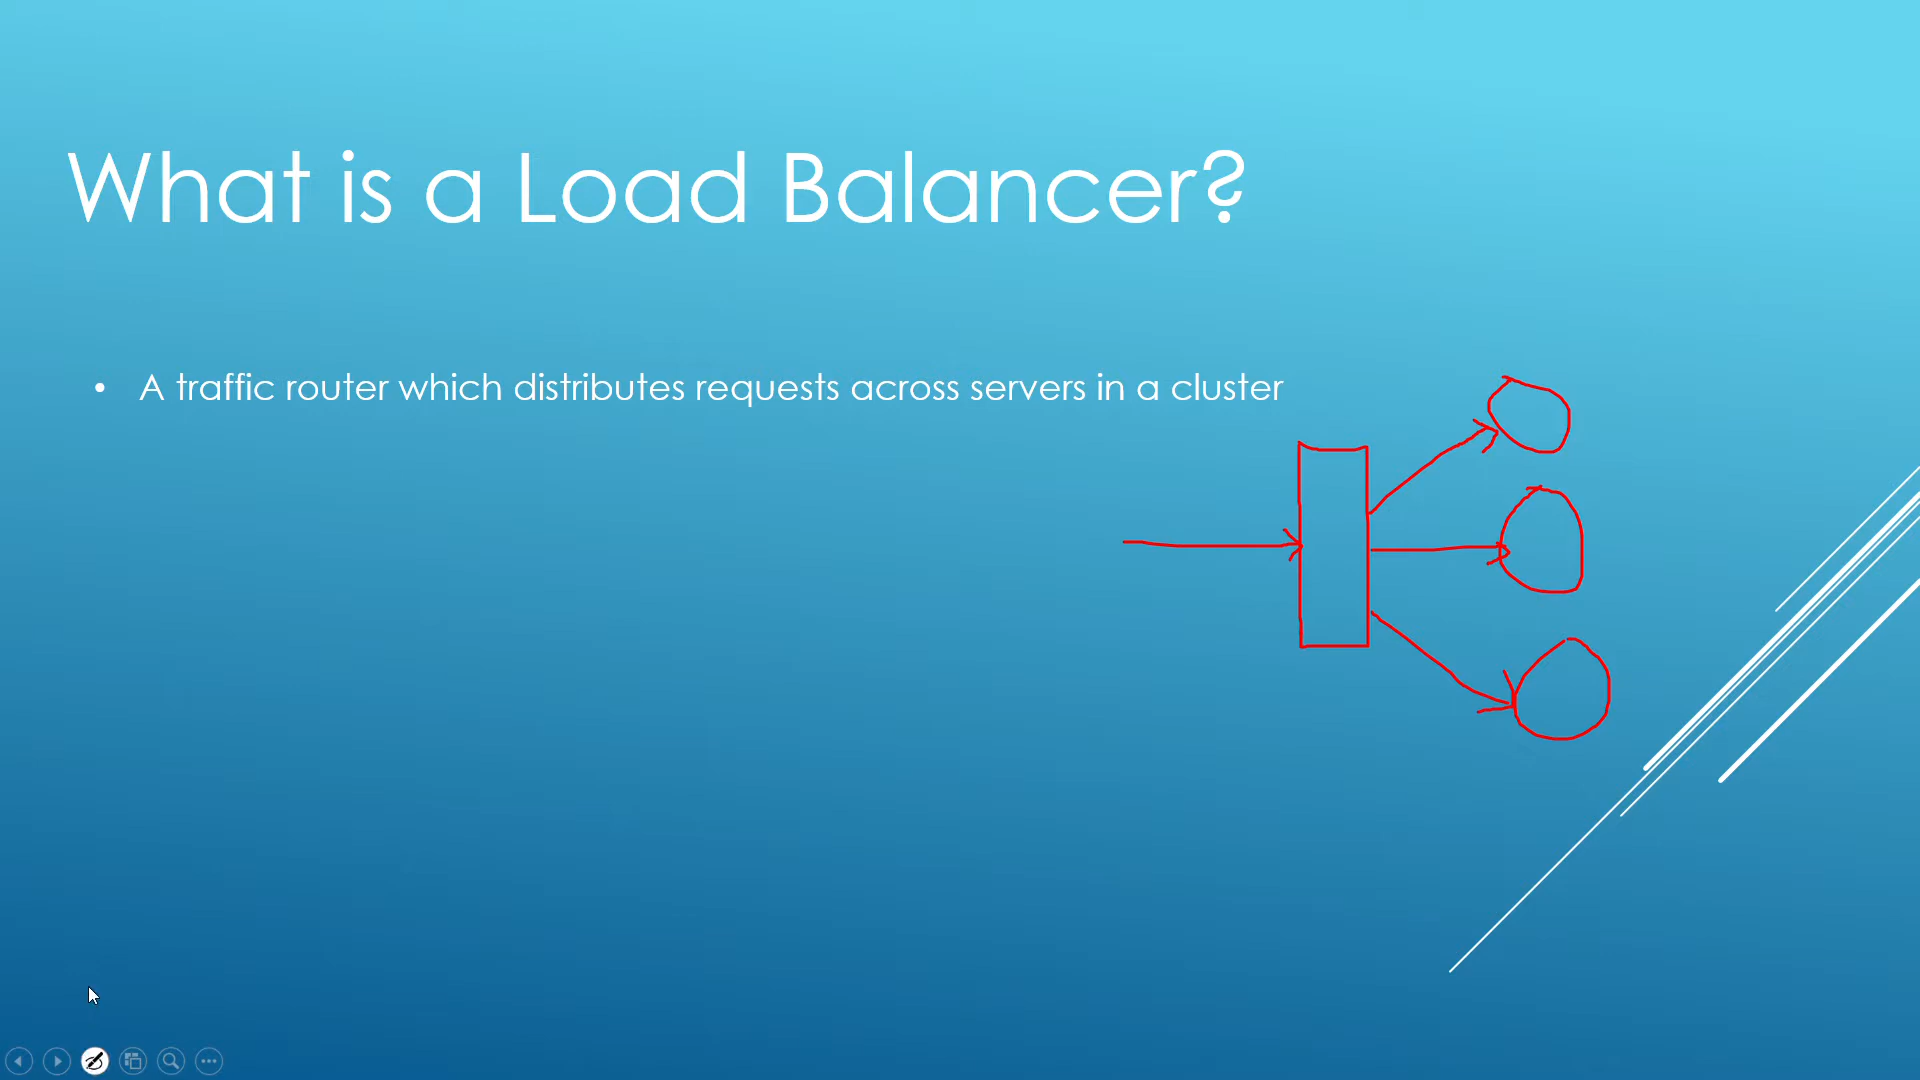 What is a Load Balancer?
• A traffic router which distributes requests across servers in a cluster